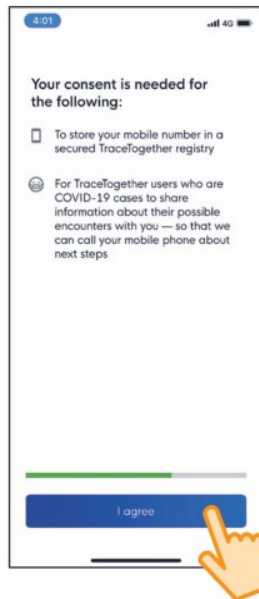 4:01
4G
Your consent is needed for
the following:
To store your mobile number in a
secured TraceTogether registry
For TraceTogether users who are
COVID-19 cases to share
information about their possible
encounters with you — so that we
can call your mobile phone about
next steps
I agree